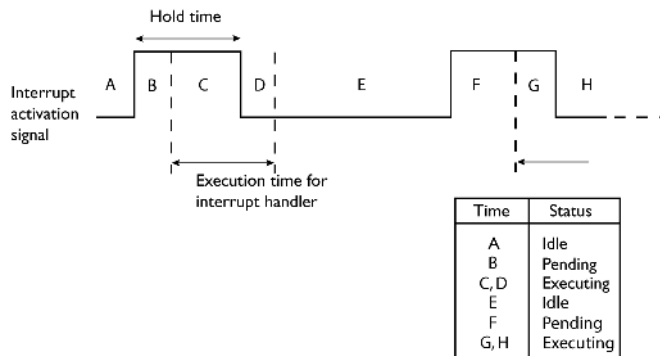 Hold time
A B C D E F G H
Interrupt
activation
signal
Execution time for
interrupt handler
Time Status
A Idle
B Pending
C, D Executing
E Idle
F Pending
G, H Executing